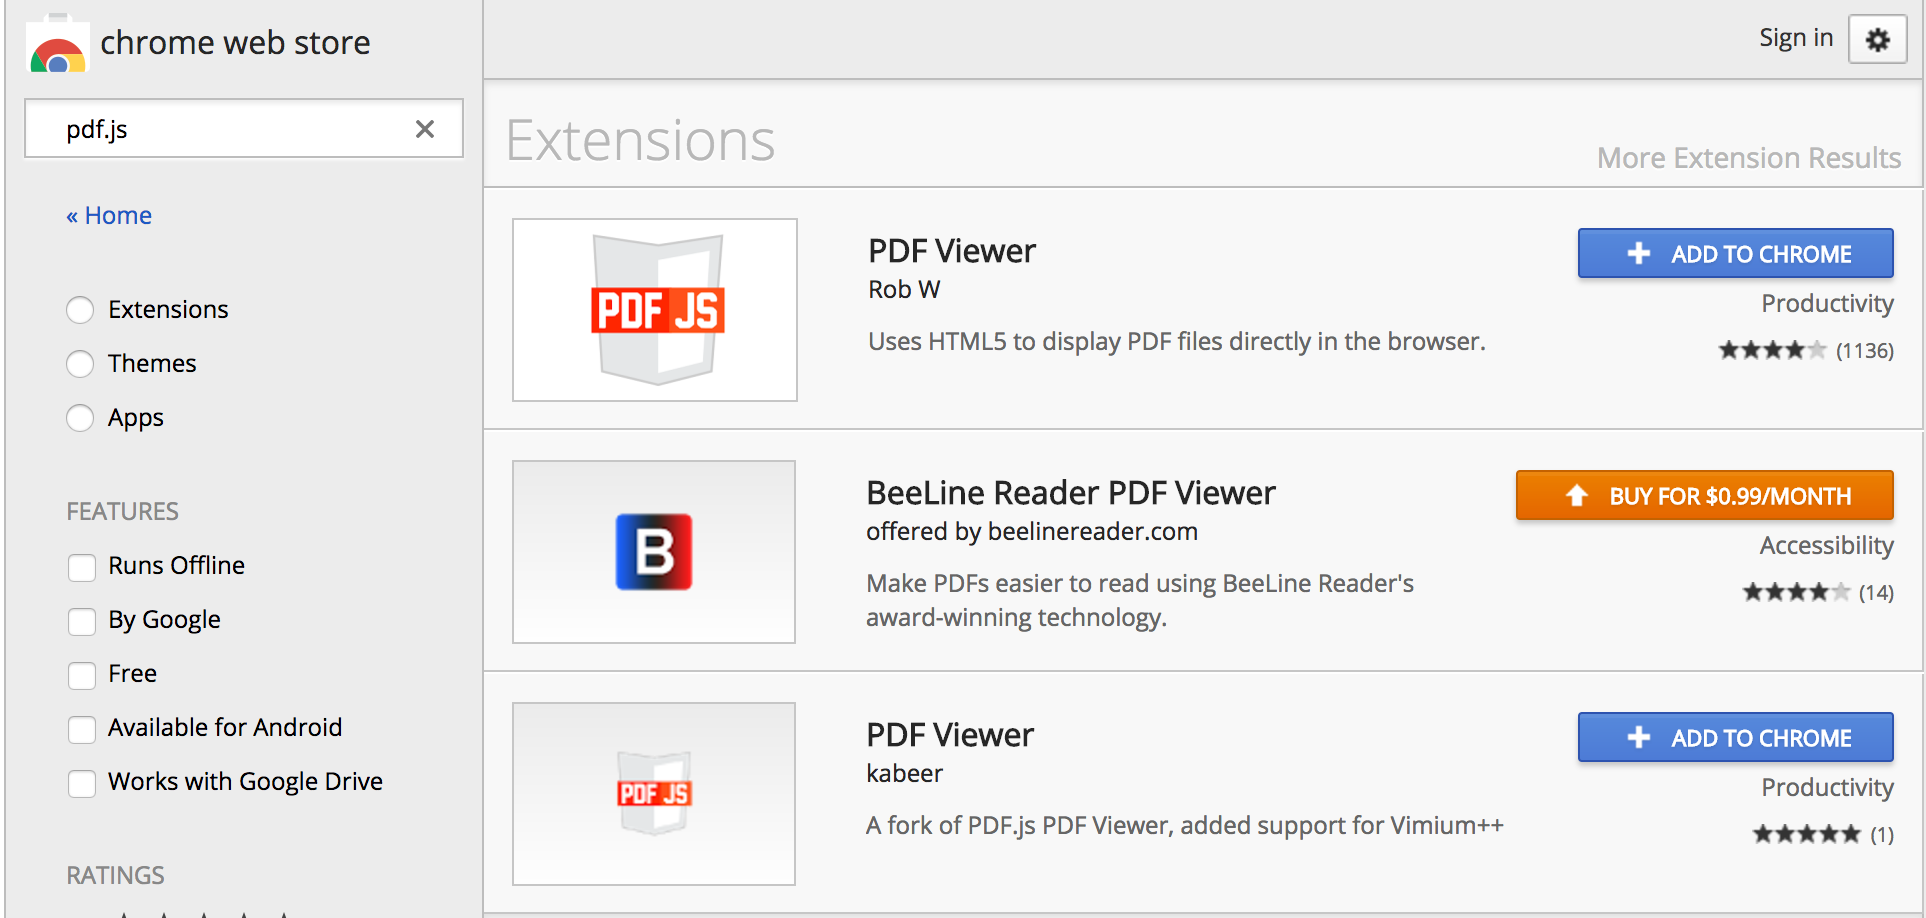 chrome web store
Sign in
pdf.js
« Home
Extensions
Themes
Apps
FEATURES
Runs Offline
By Google
Free
Available for Android
Works with Google Drive
RATINGS
Extensions
More Extension Results
PDF JS
PDF Viewer
Rob W
Uses HTML5 to display PDF files directly in the browser.
ADD TO CHROME
Productivity
(1136)
B
BeeLine Reader PDF Viewer
offered by beelinereader.com
Make PDFs easier to read using BeeLine Reader's
award-winning technology.
BUY FOR $0.99/MONTH
Accessibility
(14)
PDF JS
PDF Viewer
kabeer
A fork of PDF.js PDF Viewer, added support for Vimium++
ADD TO CHROME
Productivity
(1)